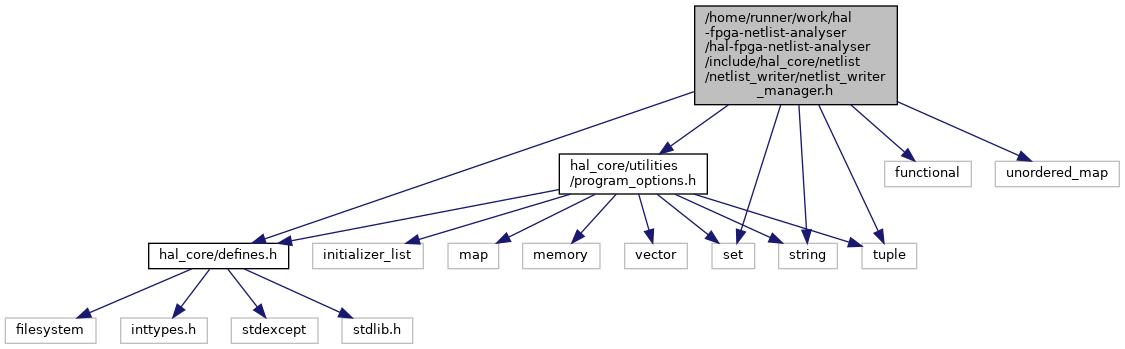 /home/runner/work/hal
-fpga-netlist-analyser
/hal-fpga-netlist-analyser
/include/hal_core/netlist
/netlist_writer/netlist_writer
_manager.h
hal_core/utilities
/program_options.h
functional
unordered_map
hal_core/defines.h
initializer_list
map
memory
vector
set
string
tuple
filesystem
inttypes.h
stdexcept
stdlib.h